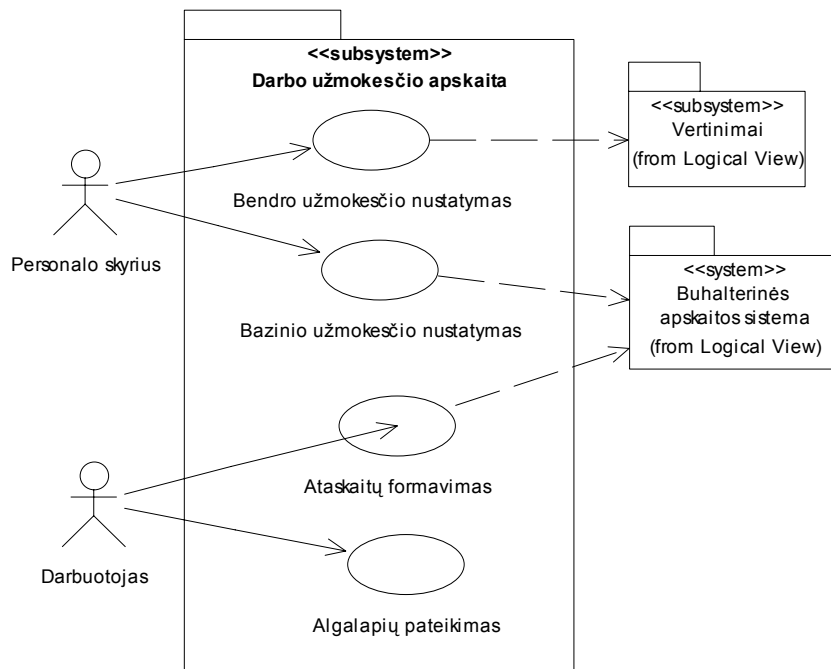 <<subsystem>>
Darbo užmokesčio apskaita
<<subsystem>>
Vertinimai
(from Logical View)
Bendro užmokesčio nustatymas
Personalo skyrius
<<system>>
Buhalterinės
apskaitos sistema
(from Logical View)
Bazinio užmokesčio nustatymas
Ataskaitų formavimas
Darbuotojas
Algalapių pateikimas